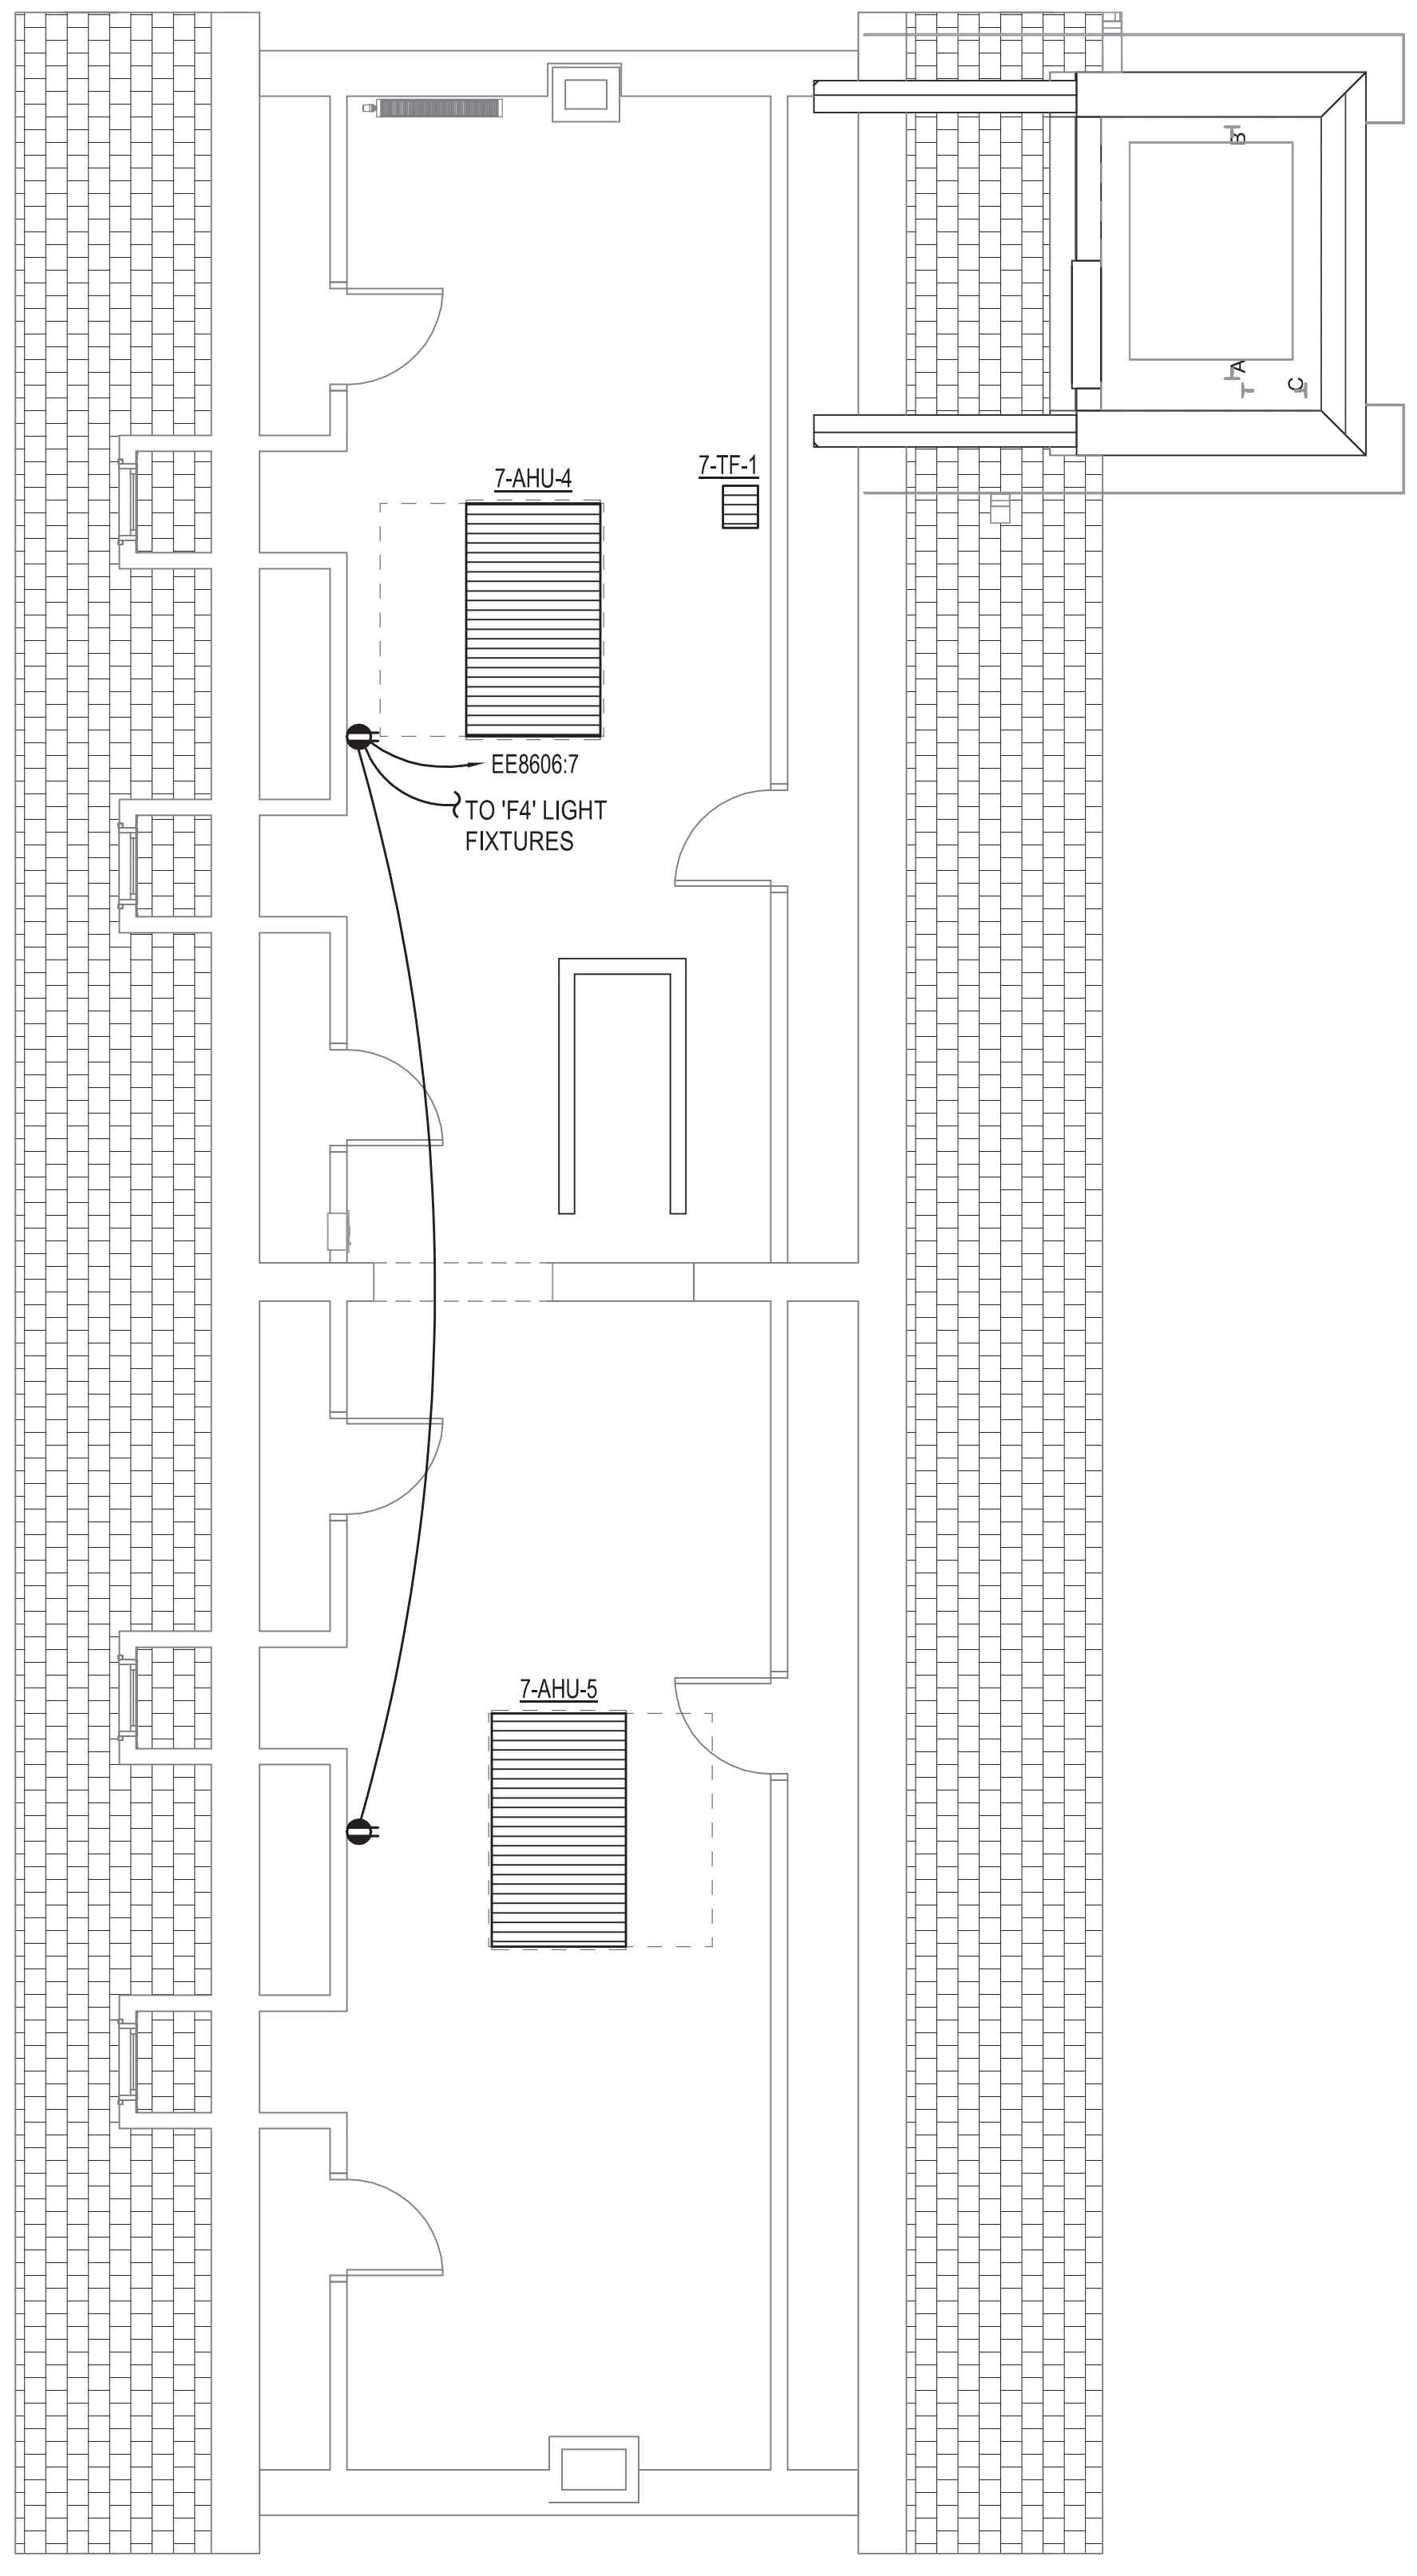 B
A
C
7-TF-1
7-AHU-4
EE8606:7
TO 'F4' LIGHT
FIXTURES
7-AHU-5